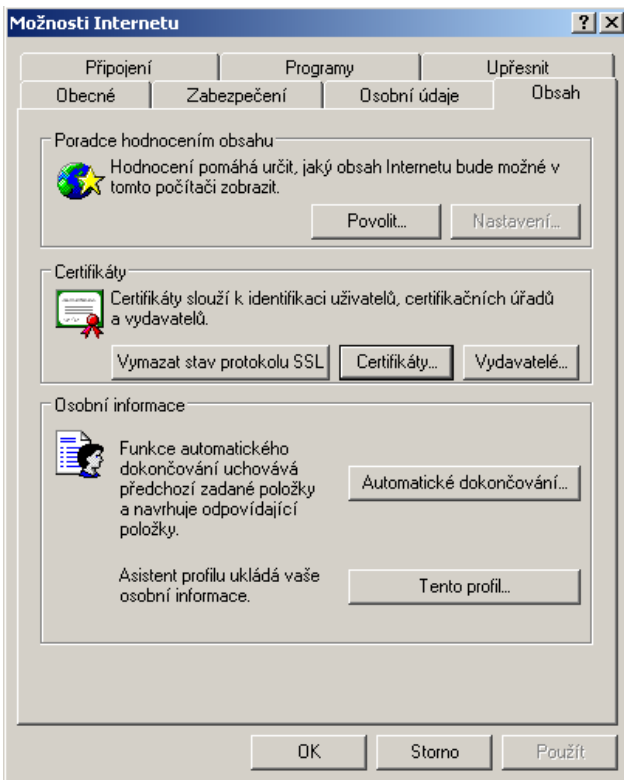 Možnosti Internetu
Připojení Programy Upřesnit
Obecné Zabezpečení Osobní údaje Obsah
Poradce hodnocením obsahu
Hodnocení pomáhá určit, jaký obsah Internetu bude možné v
tomto počítači zobrazit.
Povolit... Nastavení...
Certifikáty
Certifikáty slouží k identifikaci uživatelů, certifikačních úřadů
a vydavatelů.
Vymazat stav protokolu SSL Certifikáty... Vydavatelé...
Osobní informace
Funkce automatického
dokončování uchovává
předchozí zadané položky
a navrhuje odpovídající
položky.
Automatické dokončování...
Asistent profilu ukládá vaše
osobní informace.
Tento profil...
OK Storno Použít